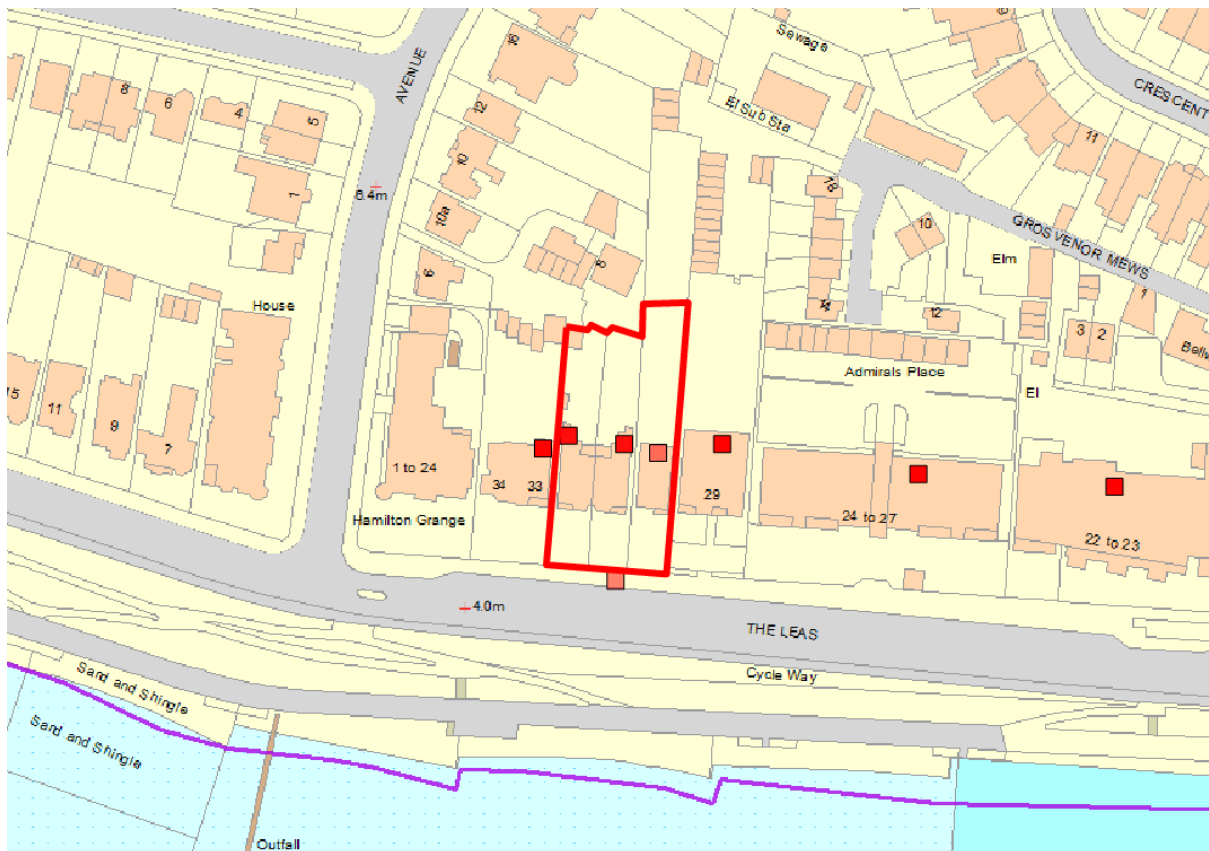 Sewage
16
AVENUE
CRESCENT
8
6
4
5
12
El Sub Sta
11
10
1
8.4m
18
10a
10
GROSVENOR MEWS
Elm
6
8
House
14
12
1
3
2
Admirals Place
El
15
11
9
7
1 to 24
34
33
29
24 to 27
22 to 23
Hamilton Grange
4.0m
THE LEAS
Cycle Way
Sand and Shingle
Sand and Shingle
Outfall